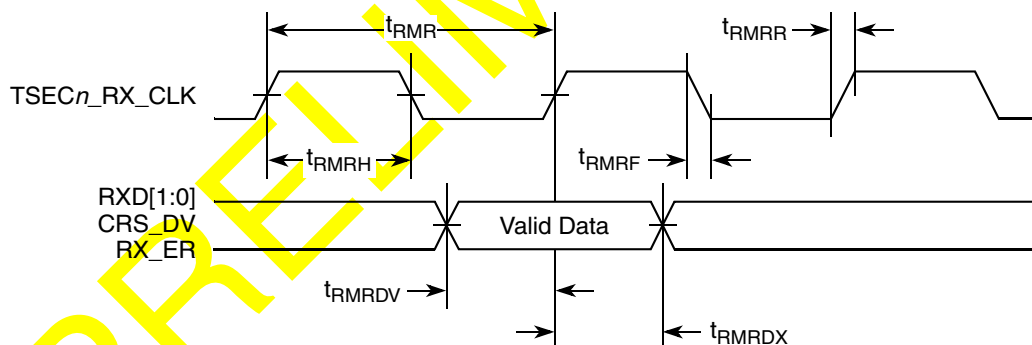 tRMR
tRMRR
TSECn_RX_CLK
tRMRH
tRMRF
RXD[1:0]
CRS_DV
RX_ER
Valid Data
tRMRDV
tRMRDX